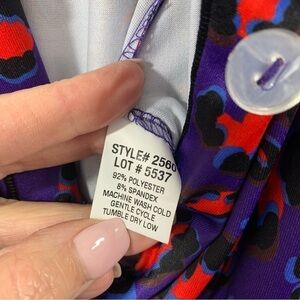 STYLE# 2560
LOT # 5537
92% POLYESTER
8% SPANDEX
MACHINE WASH COLD
GENTLE CYCLE
TUMBLE DRY LOW